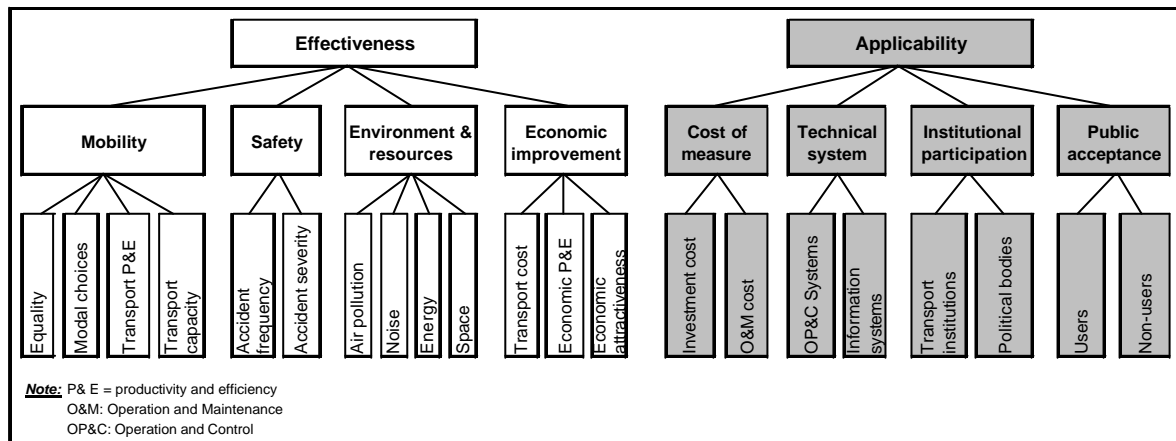 Effectiveness
Applicability
Mobility
Safety
Environment &
resources
Economic
improvement
Cost of
measure
Technical
system
Institutional
participation
Public
acceptance
Equality
Modal choices
Transport P&E
Transport
capacity
Accident
frequency
Accident severity
Air pollution
Noise
Energy
Space
Transport cost
Economic P&E
Economic
attractiveness
Investment cost
O&M cost
OP&C Systems
Information
systems
Transport
institutions
Political bodies
Users
Non-users
Note: P& E = productivity and efficiency
O&M: Operation and Maintenance
OP&C: Operation and Control